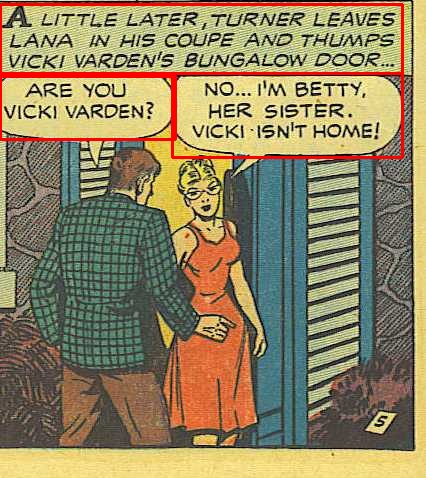 A LITTLE LATER, TURNER LEAVES
LANA IN HIS COUPE AND THUMPS
VICKI VARDEN'S BUNGALOW DOOR...
ARE YOU
VICKI VARDEN?
NO... I'M BETTY,
HER SISTER.
VICKI ISN'T HOME!
5